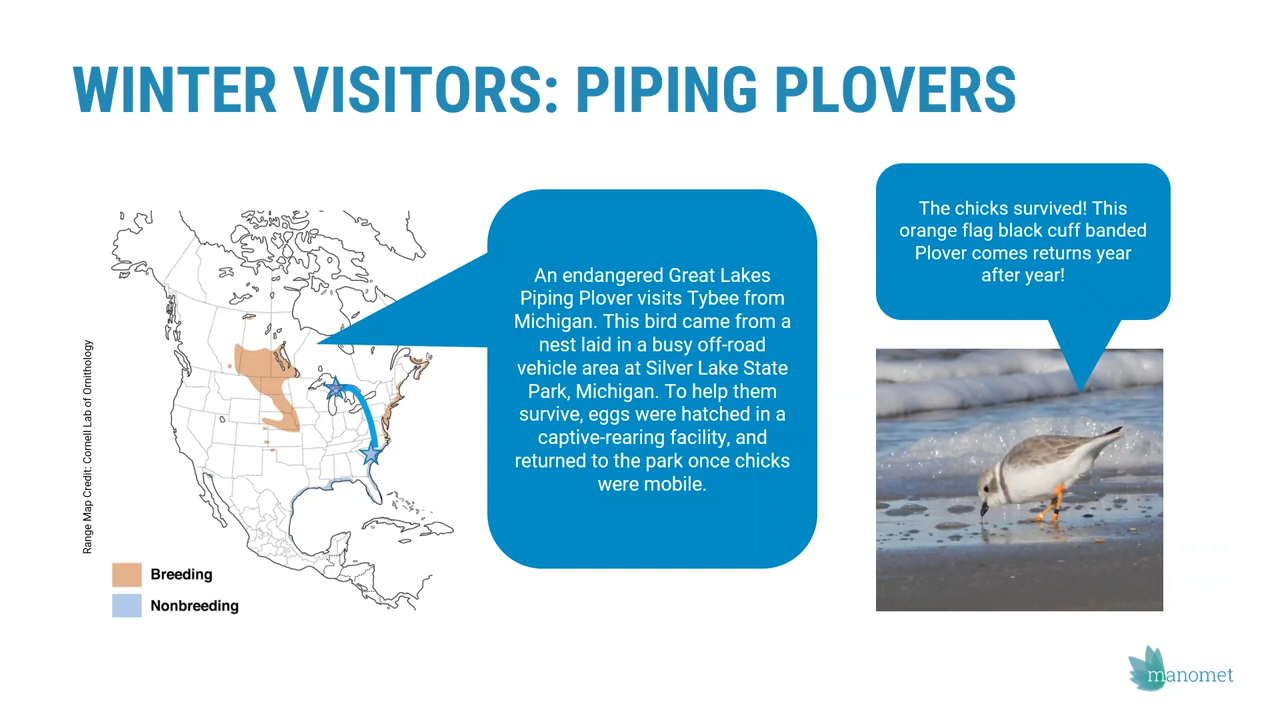 WINTER VISITORS: PIPING PLOVERS
Range Map Credit: Cornell Lab of Ornithology
Breeding
Nonbreeding
An endangered Great Lakes
Piping Plover visits Tybee from
Michigan. This bird came from a
nest laid in a busy off-road
vehicle area at Silver Lake State
Park, Michigan. To help them
survive, eggs were hatched in a
captive-rearing facility, and
returned to the park once chicks
were mobile.
The chicks survived! This
orange flag black cuff banded
Plover comes returns year
after year!
manomet